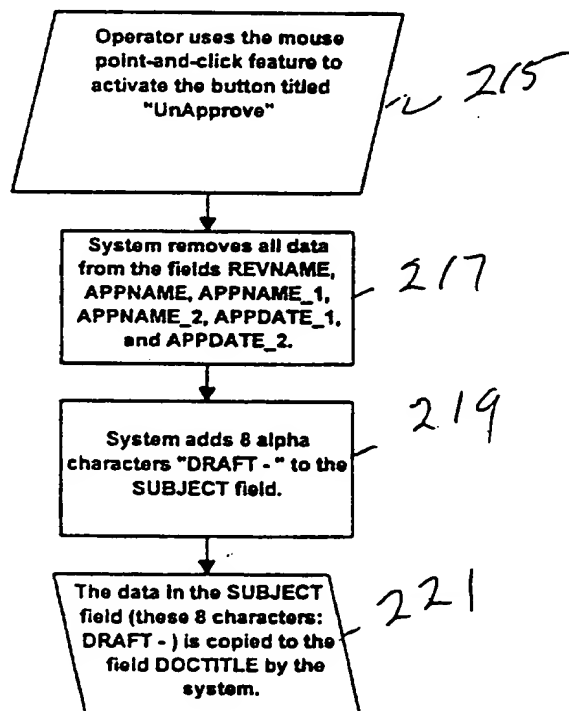 Operator uses the mouse
point-and-click feature to
activate the button titled
"UnApprove"
215
System removes all data
from the fields REVNAME,
APPNAME, APPNAME_1,
APPNAME_2, APPDATE_1,
and APPDATE_2.
217
System adds 8 alpha
characters "DRAFT - " to the
SUBJECT field.
219
The data in the SUBJECT
field (these 8 characters:
DRAFT - ) is copied to the
field DOCTITLE by the
system.
221